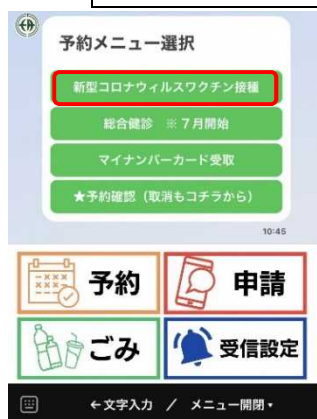 予約メニュー選択
新型コロナウィルスワクチン接種
総合健診 ※７月開始
マイナンバーカード受取
★予約確認（取消もコチラから）
10:45
予約
申請
ごみ
受信設定
←文字入力 / メニュー開閉▾